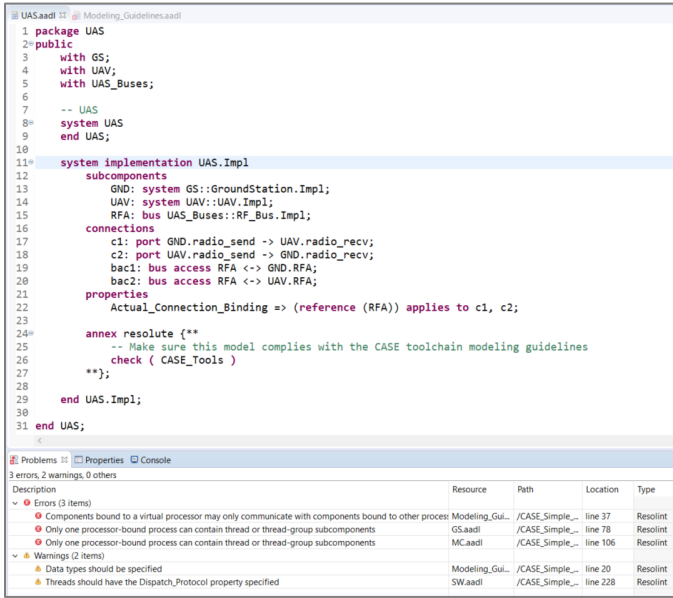 UAS.aadl Modeling_Guidelines.aadl
1 package UAS
2 public
3 with GS;
4 with UAV;
5 with UAS_Buses;
6
7 -- UAS
8 system UAS
9 end UAS;
10
11 system implementation UAS.Impl
12 subcomponents
13 GND: system GS::GroundStation.Impl;
14 UAV: system UAV::UAV.Impl;
15 RFA: bus UAS_Buses::RF_Bus.Impl;
16 connections
17 c1: port GND.radio_send -> UAV.radio_recv;
18 c2: port UAV.radio_send -> GND.radio_recv;
19 bac1: bus access RFA <-> GND.RFA;
20 bac2: bus access RFA <-> UAV.RFA;
21 properties
22 Actual_Connection_Binding => (reference (RFA)) applies to c1, c2;
23
24 annex resolute {**
25 -- Make sure this model complies with the CASE toolchain modeling guidelines
26 check ( CASE_Tools )
27 **};
28
29 end UAS.Impl;
30
31 end UAS;
Problems Properties Console
3 errors, 2 warnings, 0 others
Description Resource Path Location Type
Errors (3 items)
Components bound to a virtual processor may only communicate with components bound to other proces Modeling_Gui... /CASE_Simple_... line 37 Resolint
Only one processor-bound process can contain thread or thread-group subcomponents GS.aadl /CASE_Simple_... line 78 Resolint
Only one processor-bound process can contain thread or thread-group subcomponents MC.aadl /CASE_Simple_... line 106 Resolint
Warnings (2 items)
Data types should be specified Modeling_Gui... /CASE_Simple_... line 20 Resolint
Threads should have the Dispatch_Protocol property specified SW.aadl /CASE_Simple_... line 228 Resolint